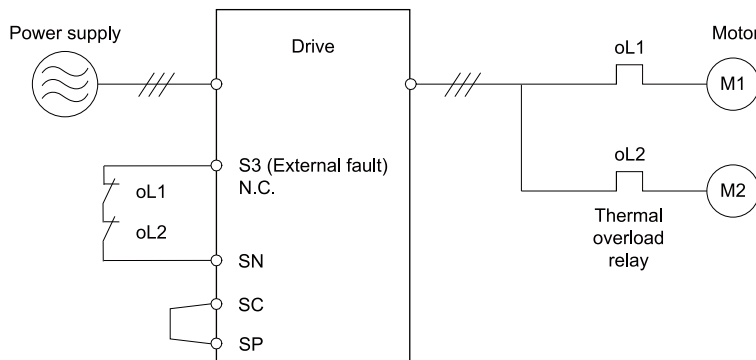 Power supply
Drive
oL1
Motor
M1
S3 (External fault)
N.C.
oL1
oL2
oL2
M2
Thermal
overload
relay
SN
SC
SP